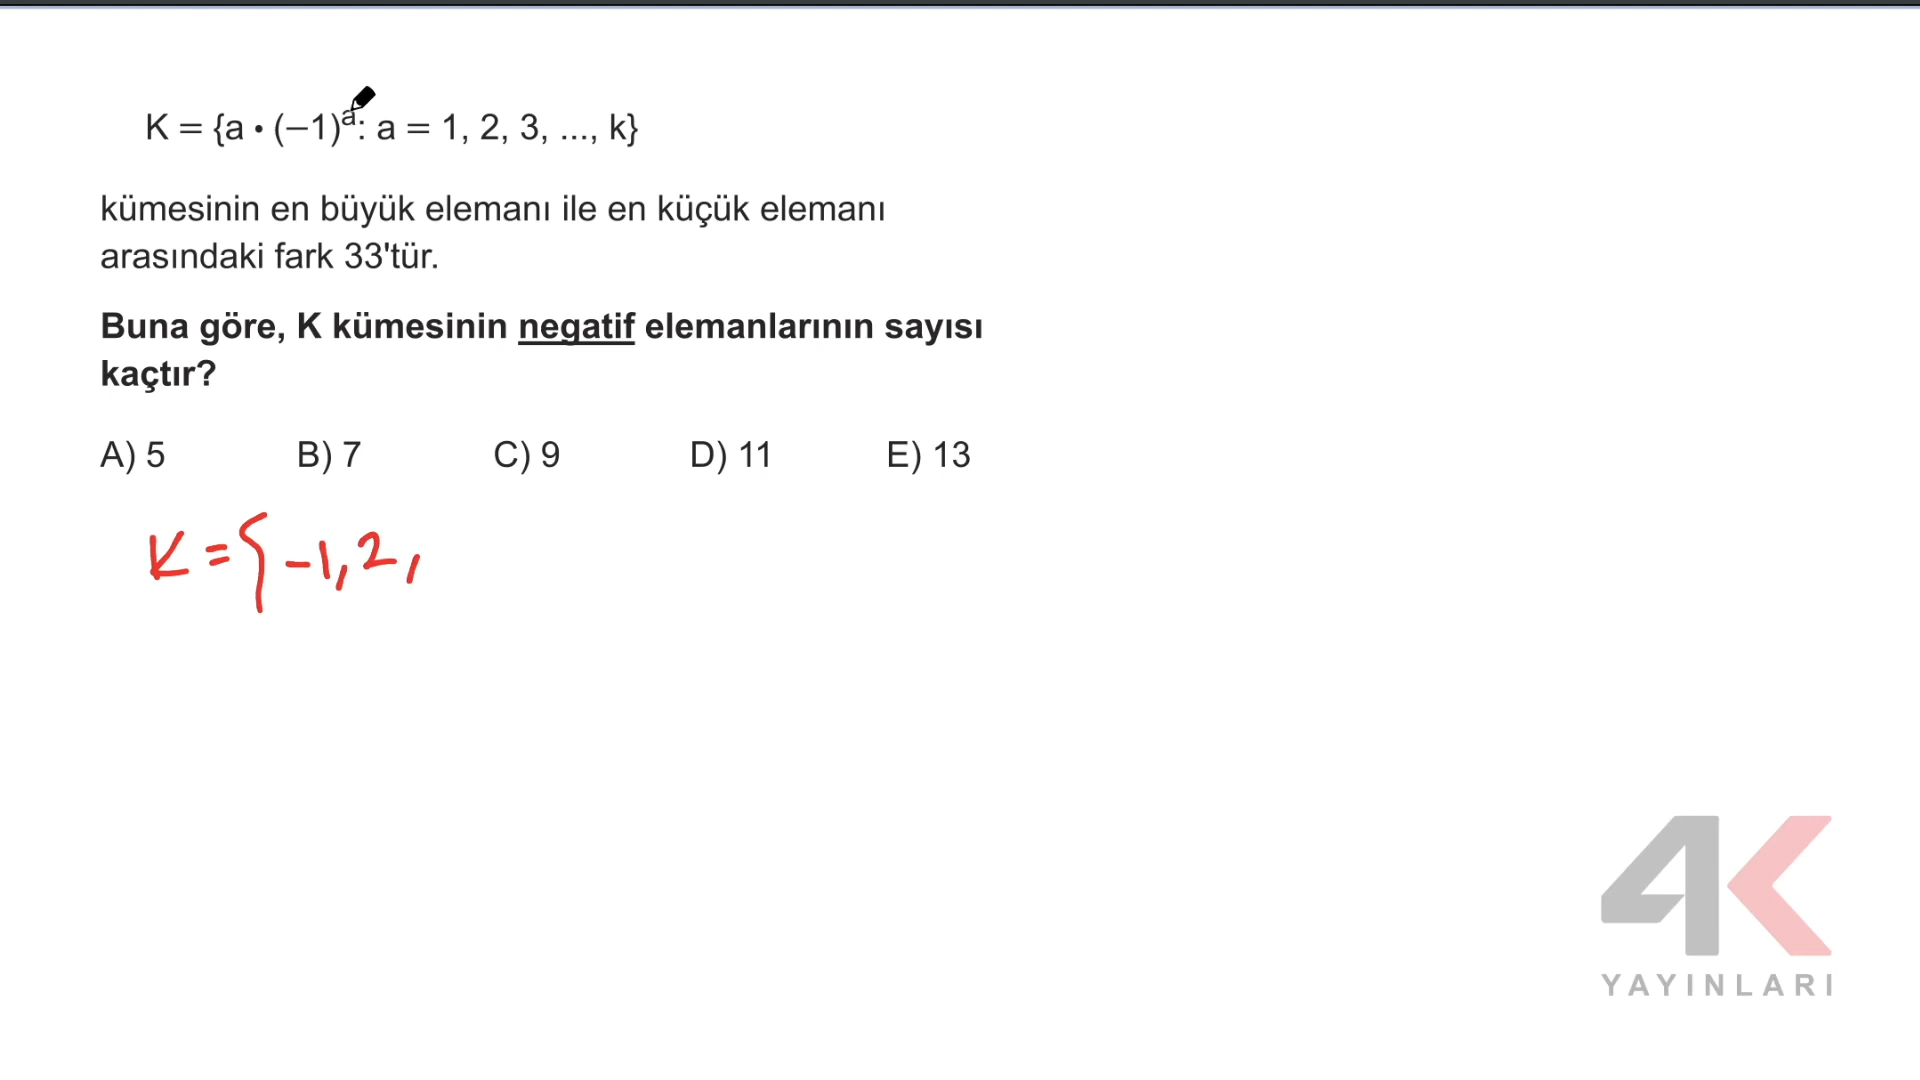 K = {a • (−1)ᵃ: a = 1, 2, 3, ..., k}
kümesinin en büyük elemanı ile en küçük elemanı
arasındaki fark 33'tür.
Buna göre, K kümesinin negatif elemanlarının sayısı
kaçtır?
A) 5 B) 7 C) 9 D) 11 E) 13
K = { -1, 2,
4K
YAYINLARI